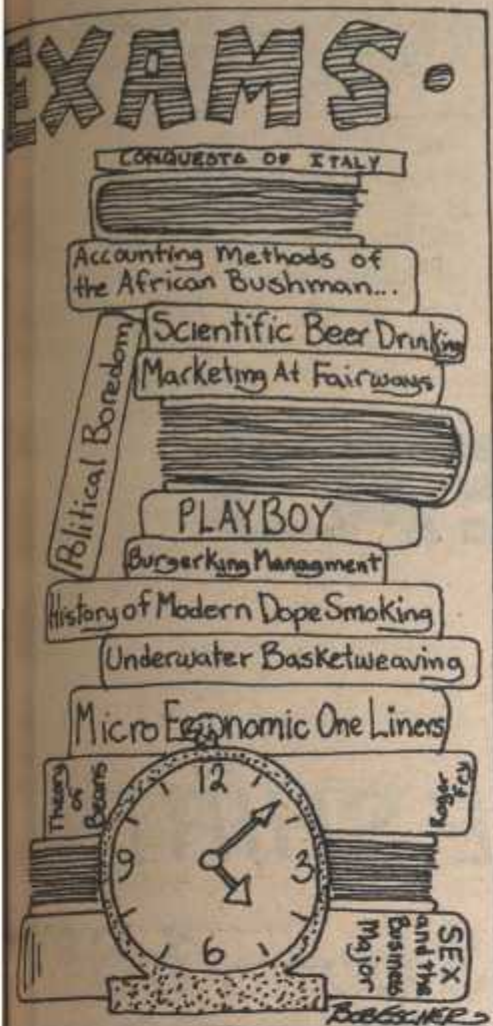 EXAMS.
CONQUESTS OF ITALY
Accounting Methods of
the African Bushman...
Scientific Beer Drinking
Marketing At Fairways
Political Boredom
PLAYBOY
Burgerking Managment
History of Modern Dope Smoking
Underwater Basketweaving
Micro Economic One Liners
Theory
of
Beans
Roger
Fry
12
9
3
6
SEX
and the
Business
Major